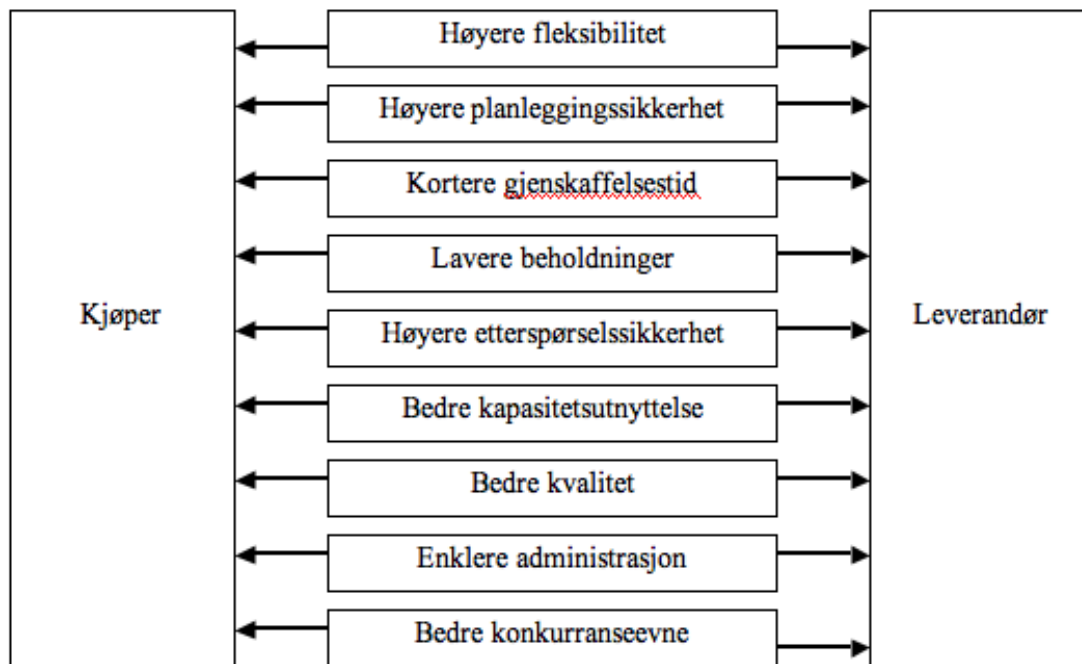 Høyere fleksibilitet
Høyere planleggingssikkerhet
Kortere gjenskaffelsestid
Lavere beholdninger
Kjøper
Leverandør
Høyere etterspørselssikkerhet
Bedre kapasitetsutnyttelse
Bedre kvalitet
Enklere administrasjon
Bedre konkurranseevne